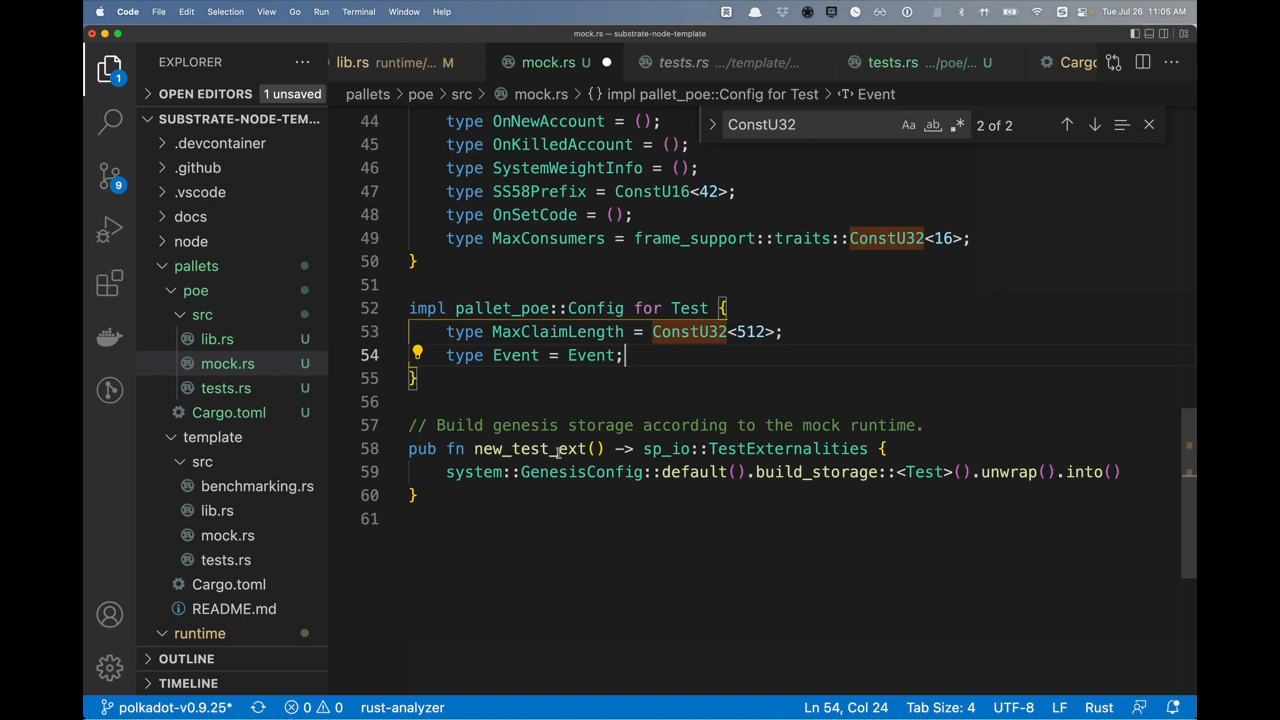 Code File Edit Selection View Go Run Terminal Window Help 英 Tue Jul 26 11:05 AM
mock.rs — substrate-node-template
EXPLORER
lib.rs runtime/... M
mock.rs U
tests.rs .../template/...
tests.rs .../poe/... U
Cargo
1
OPEN EDITORS 1 unsaved
pallets > poe > src > mock.rs > {} impl pallet_poe::Config for Test > Event
SUBSTRATE-NODE-TEM...
ConstU32 Aa ab 2 of 2
.devcontainer
.github
.vscode
docs
node
pallets
poe
src
lib.rs U
mock.rs U
tests.rs U
Cargo.toml U
template
src
benchmarking.rs
lib.rs
mock.rs
tests.rs
Cargo.toml
README.md
runtime
OUTLINE
TIMELINE
9
44 type OnNewAccount = ();
45 type OnKilledAccount = ();
46 type SystemWeightInfo = ();
47 type SS58Prefix = ConstU16<42>;
48 type OnSetCode = ();
49 type MaxConsumers = frame_support::traits::ConstU32<16>;
50 }
51
52 impl pallet_poe::Config for Test {
53 type MaxClaimLength = ConstU32<512>;
54 type Event = Event;
55 }
56
57 // Build genesis storage according to the mock runtime.
58 pub fn new_test_ext() -> sp_io::TestExternalities {
59 system::GenesisConfig::default().build_storage::<Test>().unwrap().into()
60 }
61
polkadot-v0.9.25* 0 0 rust-analyzer Ln 54, Col 24 Tab Size: 4 UTF-8 LF Rust